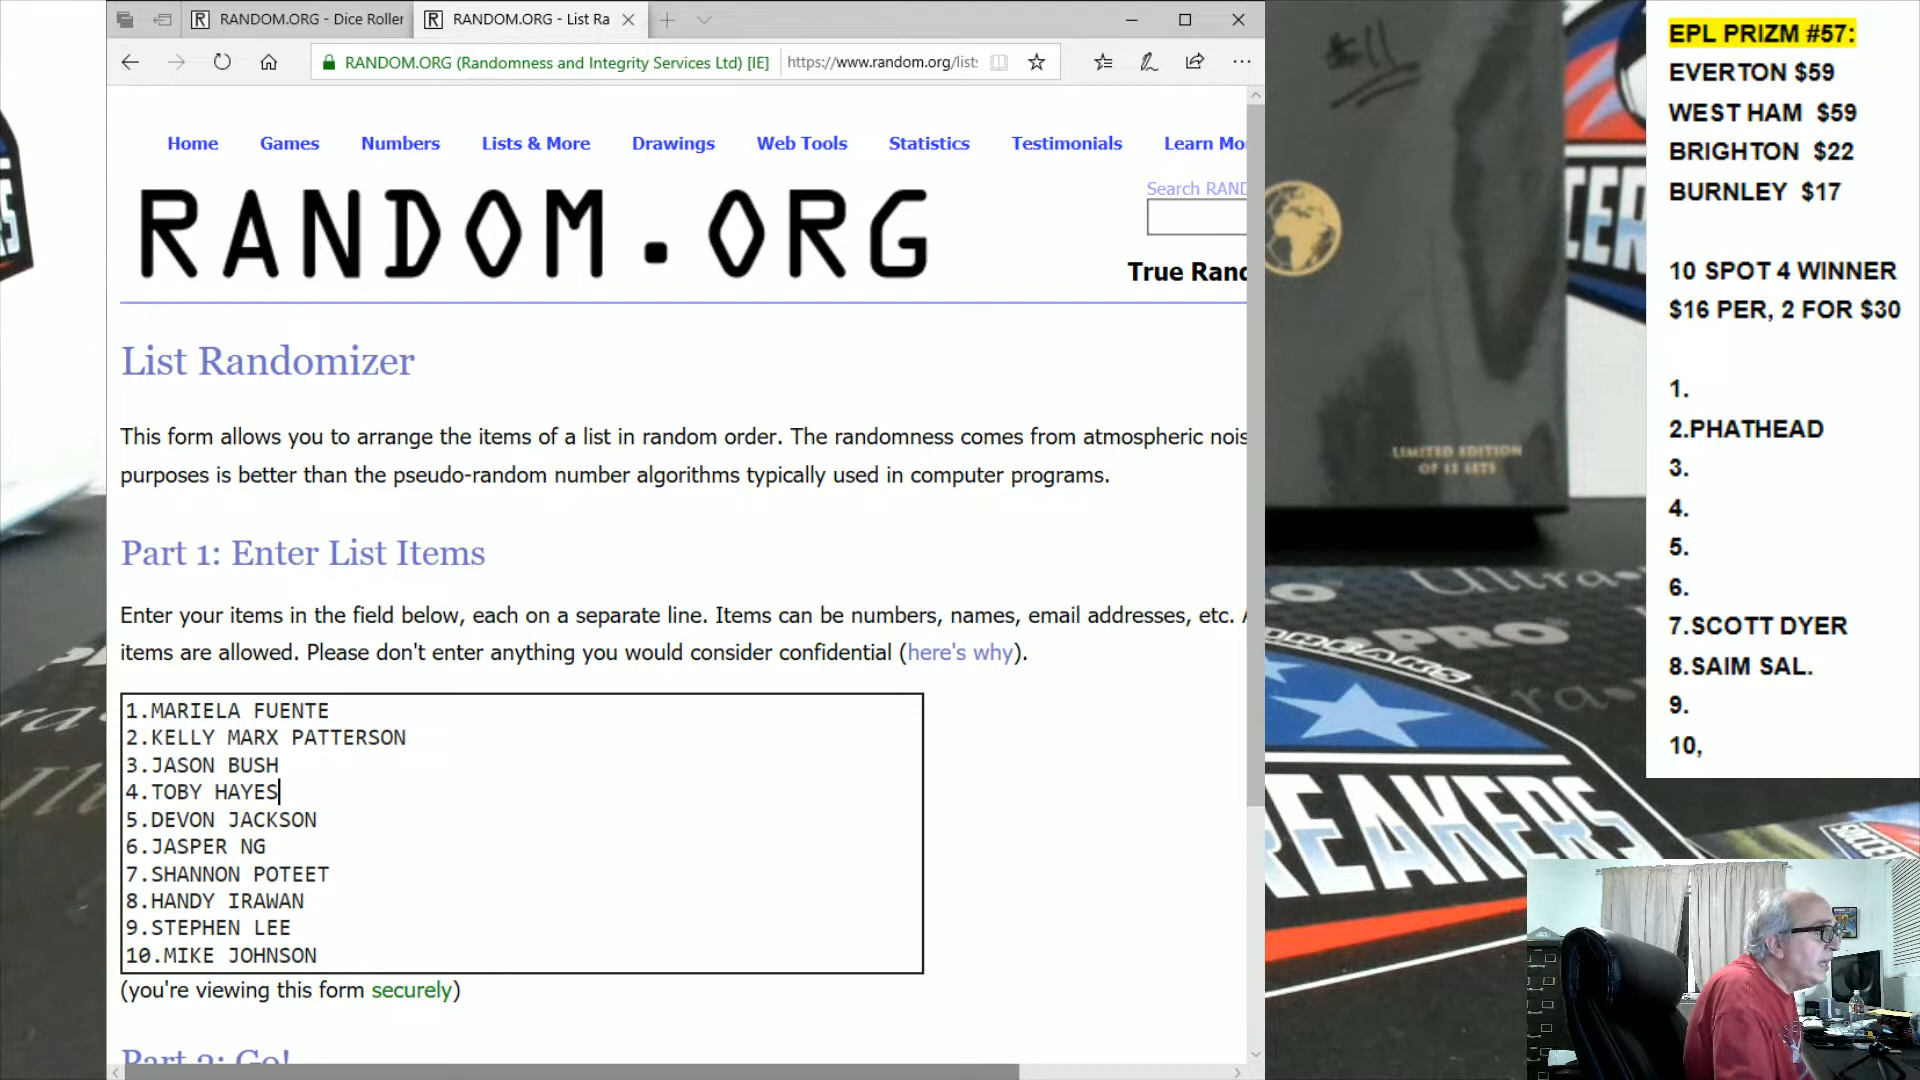 RANDOM.ORG - Dice Roller
RANDOM.ORG - List Ra
RANDOM.ORG (Randomness and Integrity Services Ltd) [IE]
https://www.random.org/list
Home Games Numbers Lists & More Drawings Web Tools Statistics Testimonials Learn Mo
RANDOM.ORG
Search RAND
True Rand
List Randomizer
This form allows you to arrange the items of a list in random order. The randomness comes from atmospheric nois
purposes is better than the pseudo-random number algorithms typically used in computer programs.
Part 1: Enter List Items
Enter your items in the field below, each on a separate line. Items can be numbers, names, email addresses, etc. A
items are allowed. Please don't enter anything you would consider confidential (here's why).
1.MARIELA FUENTE
2.KELLY MARX PATTERSON
3.JASON BUSH
4.TOBY HAYES
5.DEVON JACKSON
6.JASPER NG
7.SHANNON POTEET
8.HANDY IRAWAN
9.STEPHEN LEE
10.MIKE JOHNSON
(you're viewing this form securely)
Part 2: Go!
#11
LIMITED EDITION
OF 13 SETS
Ultra
PRO
BREAKERS
EPL PRIZM #57:
EVERTON $59
WEST HAM $59
BRIGHTON $22
BURNLEY $17
10 SPOT 4 WINNER
$16 PER, 2 FOR $30
1.
2.PHATHEAD
3.
4.
5.
6.
7.SCOTT DYER
8.SAIM SAL.
9.
10,